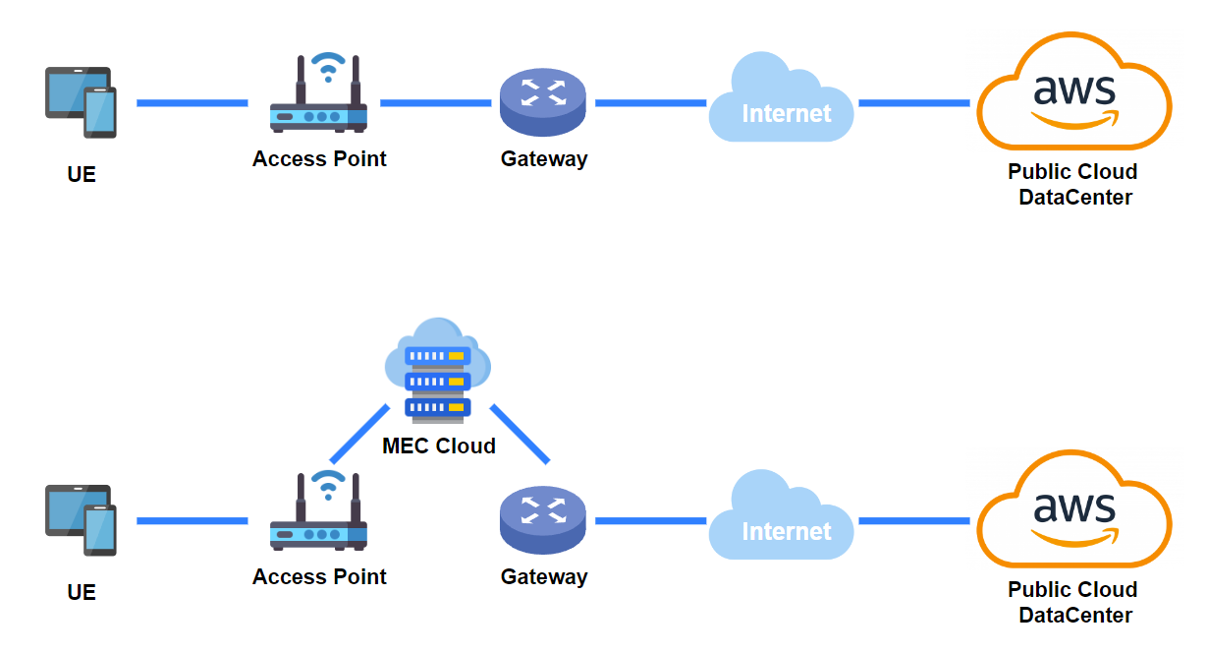 aws
Internet
Access Point
Gateway
UE
Public Cloud
DataCenter
MEC Cloud
aws
Internet
Access Point
Gateway
UE
Public Cloud
DataCenter